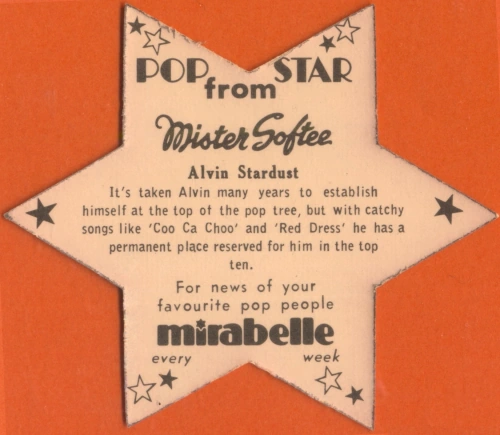 POP STAR
from
Mister Softee
Alvin Stardust
It's taken Alvin many years to establish
himself at the top of the pop tree, but with catchy
songs like 'Coo Ca Choo' and 'Red Dress' he has a
permanent place reserved for him in the top
ten.
For news of your
favourite pop people
mirabelle
every week